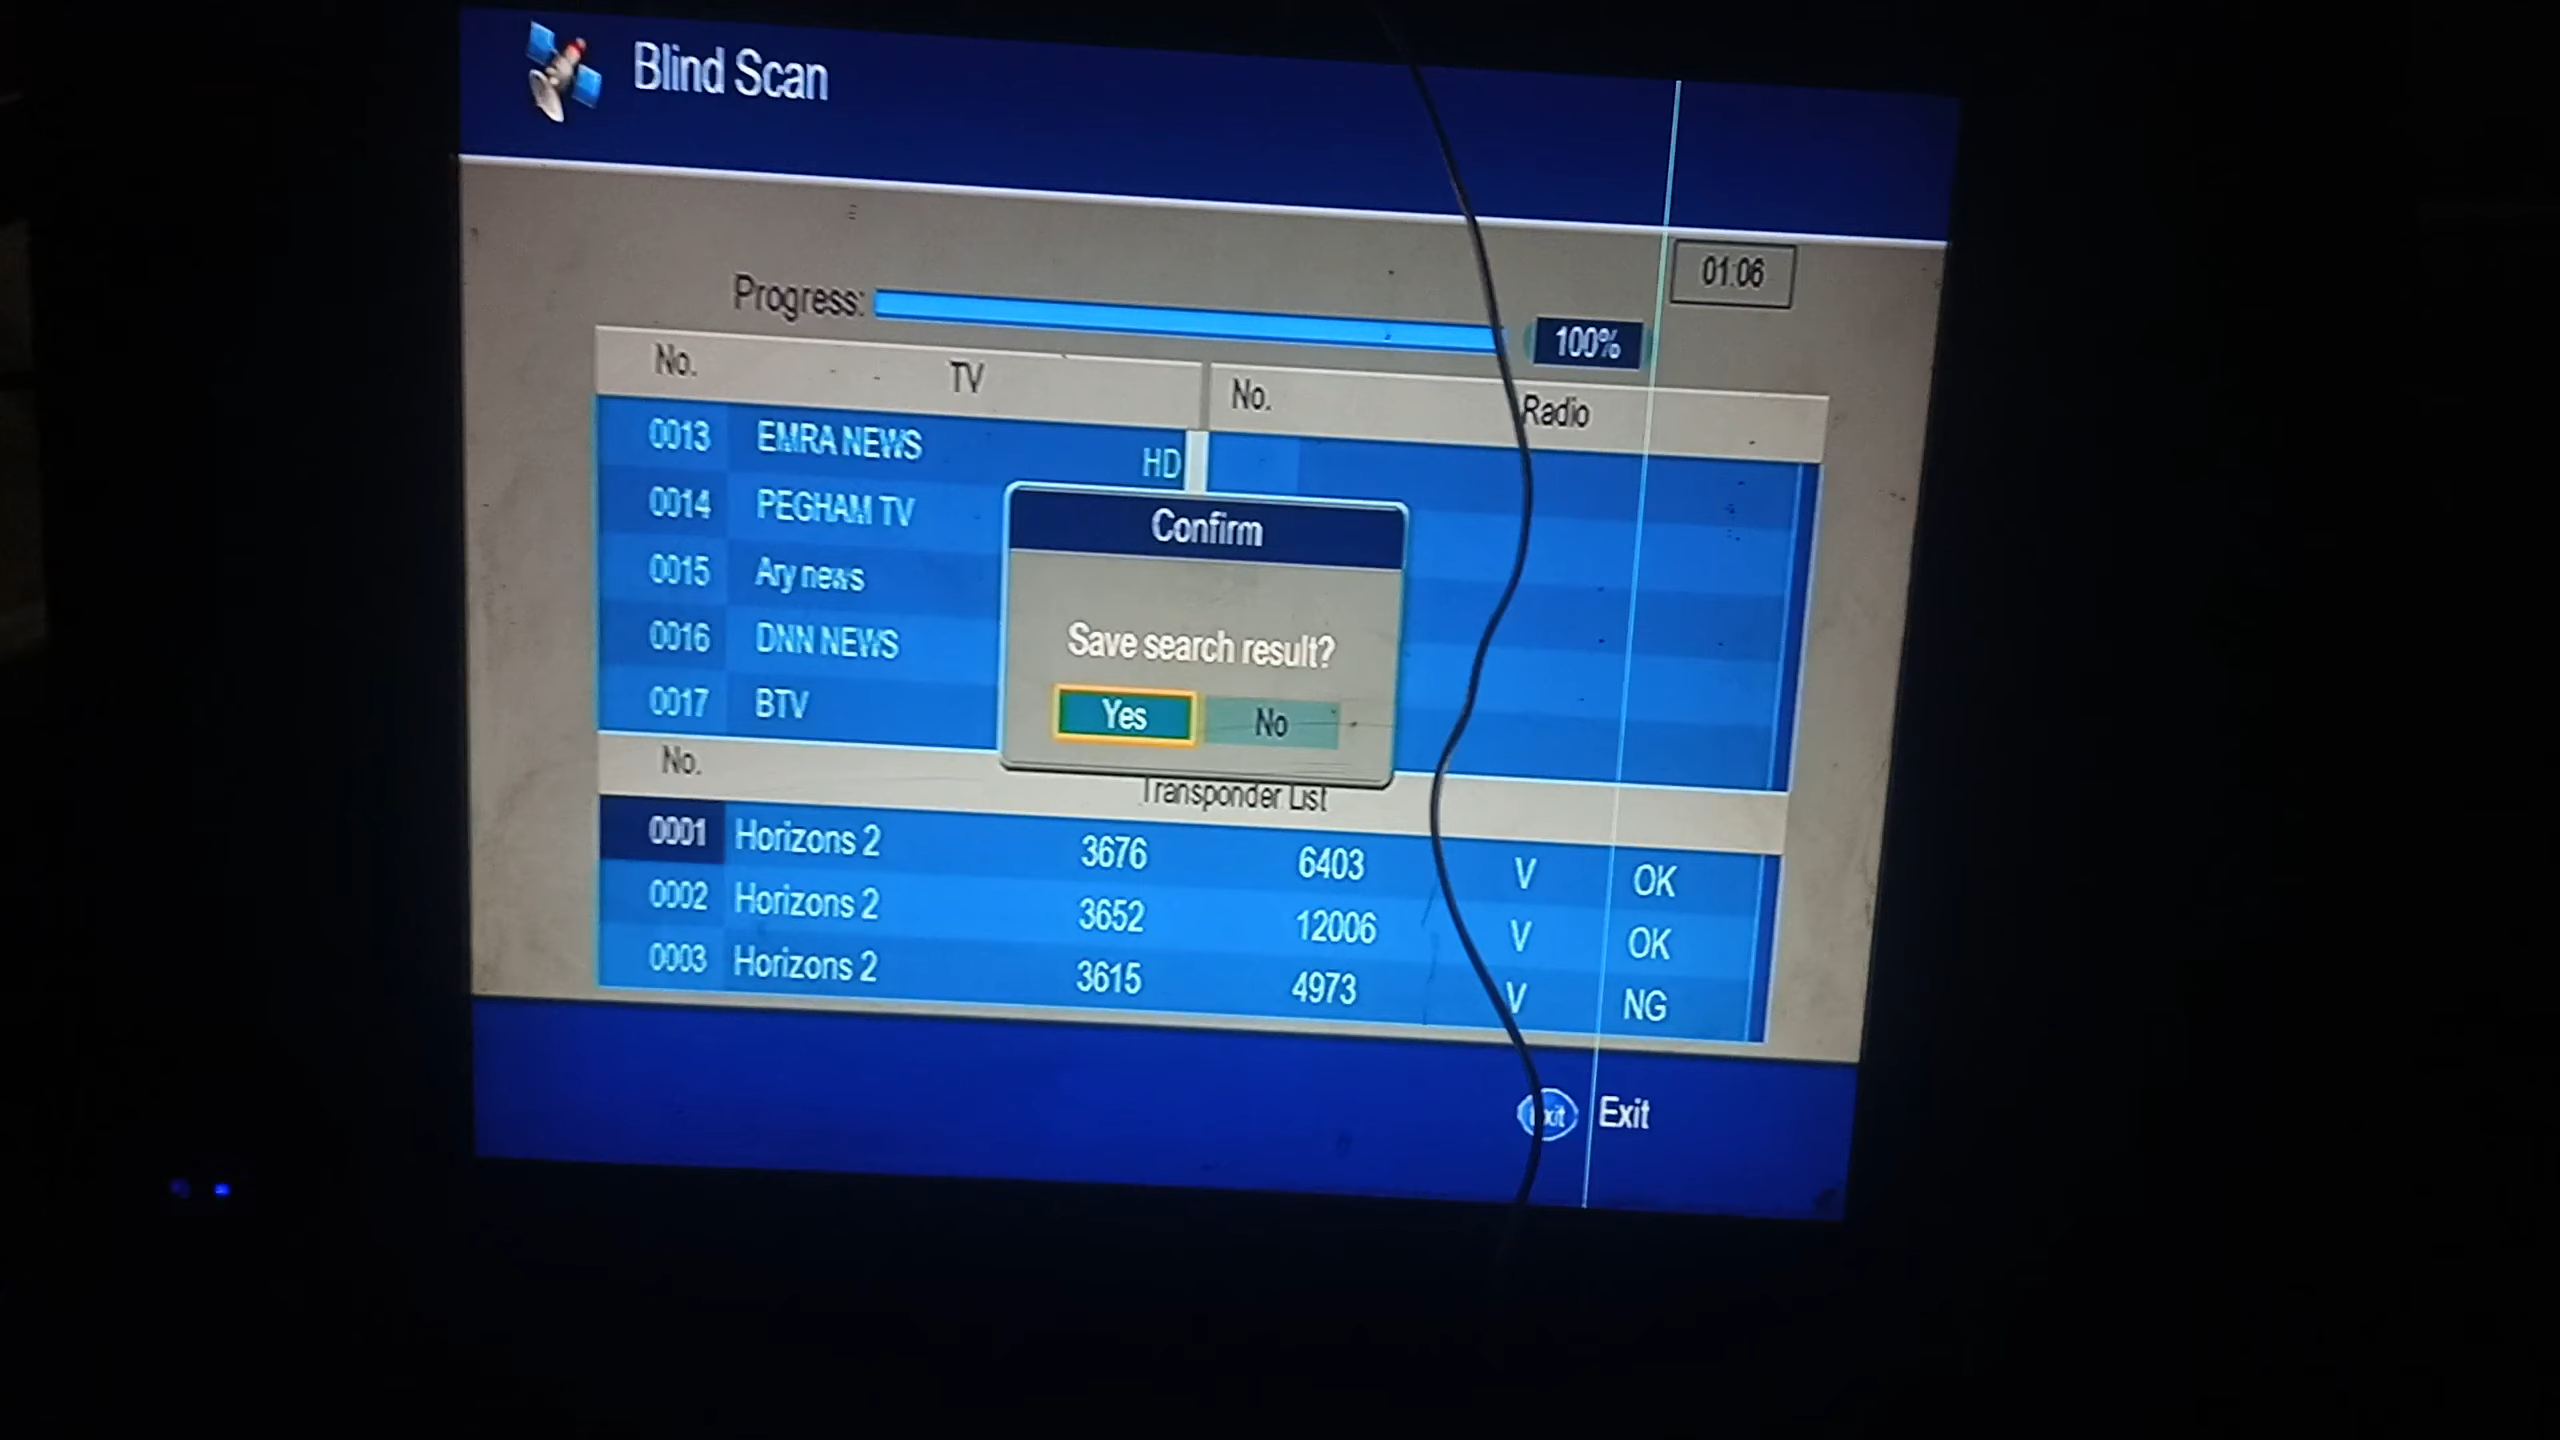 Blind Scan
01:06
Progress: 100%
No. TV No. Radio
0013 EMRA NEWS HD
0014 PEGHAM TV
0015 Ary news
0016 DNN NEWS
0017 BTV
Confirm
Save search result?
Yes No
No. Transponder List
0001 Horizons 2 3676 6403 V OK
0002 Horizons 2 3652 12006 V OK
0003 Horizons 2 3615 4973 V NG
Exit Exit